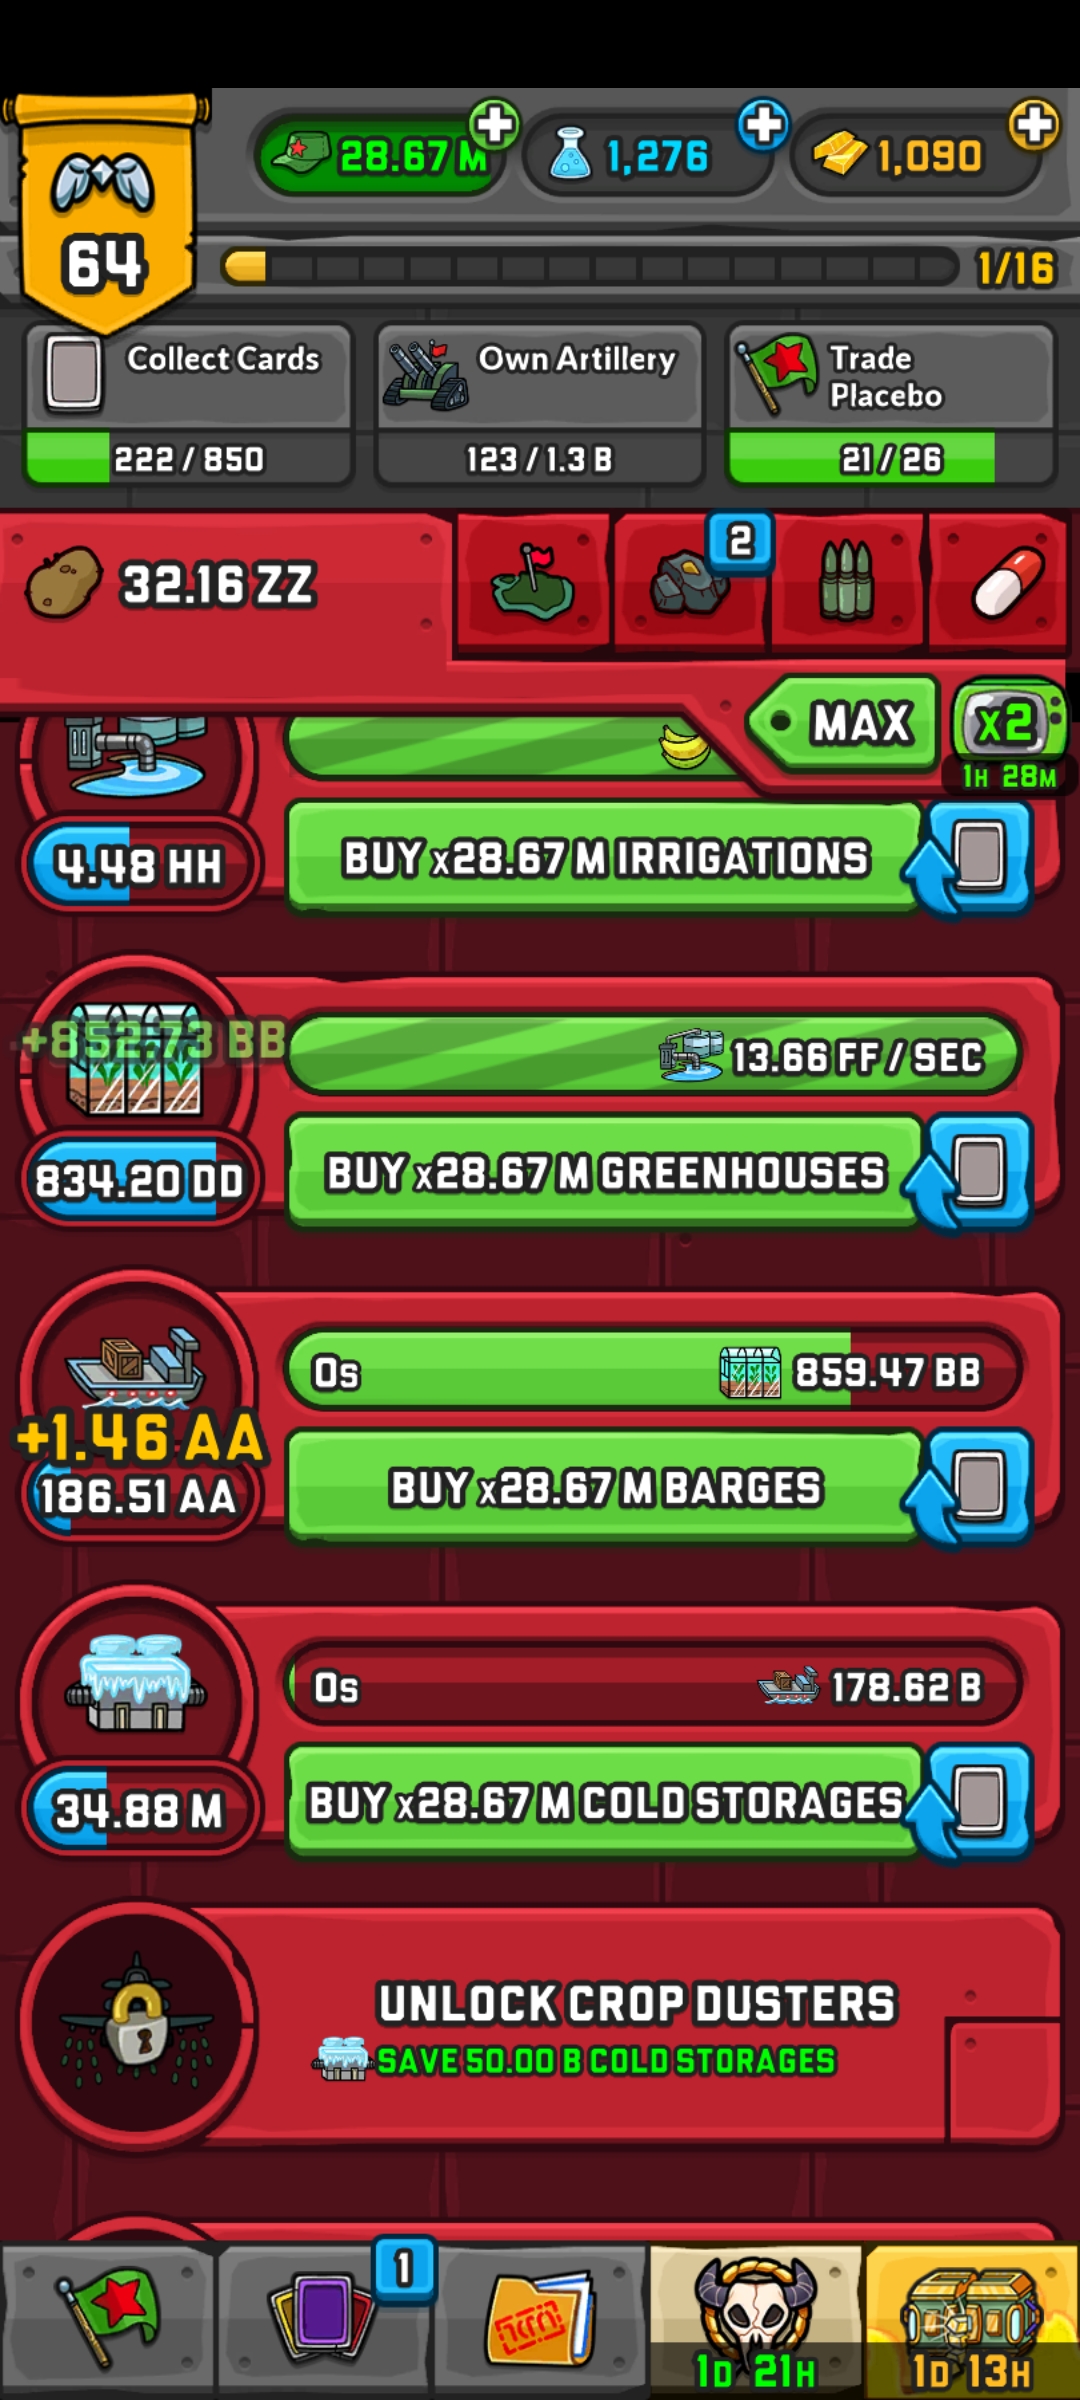 28.67 M
1,276
1,090
64
1/16
Collect Cards
Own Artillery
Trade
Placebo
222 / 850
123 / 1.3 B
21 / 26
32.16 ZZ
2
MAX
x2
1H 28M
4.48 HH
BUY x28.67 M IRRIGATIONS
+852.73 BB
13.66 FF / SEC
834.20 DD
BUY x28.67 M GREENHOUSES
0s
859.47 BB
+1.46 AA
186.51 AA
BUY x28.67 M BARGES
0s
178.62 B
34.88 M
BUY x28.67 M COLD STORAGES
UNLOCK CROP DUSTERS
SAVE 50.00 B COLD STORAGES
1
1D 21H
1D 13H